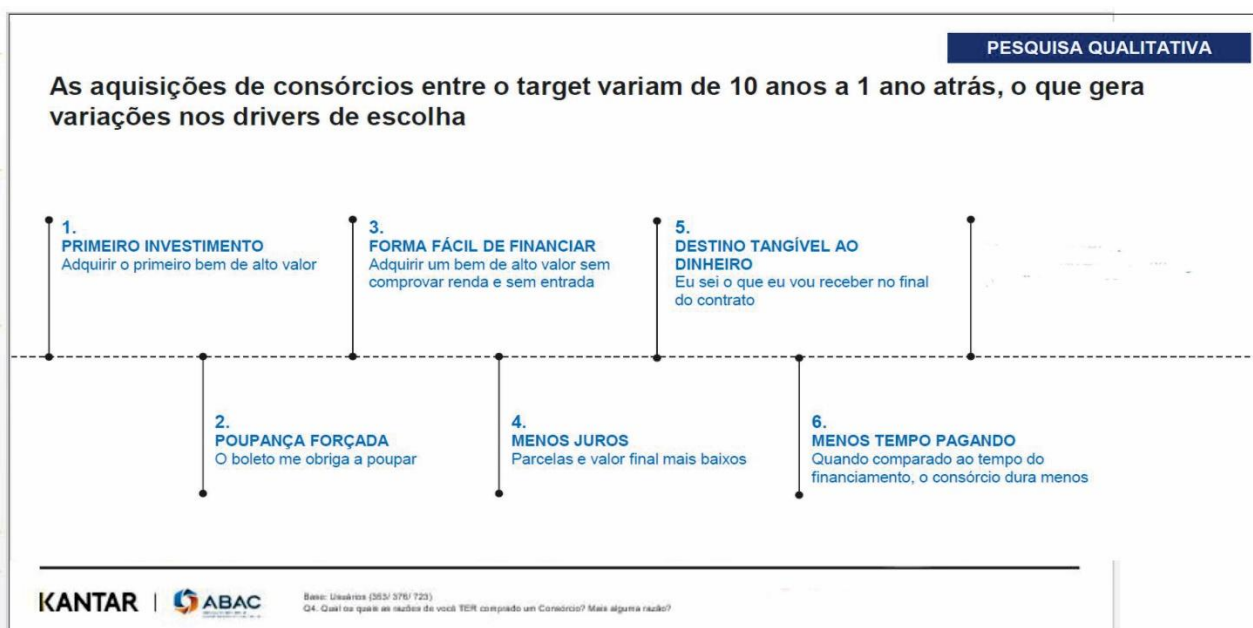 PESQUISA QUALITATIVA
As aquisições de consórcios entre o target variam de 10 anos a 1 ano atrás, o que gera
variações nos drivers de escolha
1.
PRIMEIRO INVESTIMENTO
Adquirir o primeiro bem de alto valor
3.
FORMA FÁCIL DE FINANCIAR
Adquirir um bem de alto valor sem
comprovar renda e sem entrada
5.
DESTINO TANGÍVEL AO
DINHEIRO
Eu sei o que eu vou receber no final
do contrato
2.
POUPANÇA FORÇADA
O boleto me obriga a poupar
4.
MENOS JUROS
Parcelas e valor final mais baixos
6.
MENOS TEMPO PAGANDO
Quando comparado ao tempo do
financiamento, o consórcio dura menos
KANTAR | ABAC
Base: Usuários (353/ 376/ 723)
Q4. Qual ou quais as razões de você TER comprado um Consórcio? Mais alguma razão?